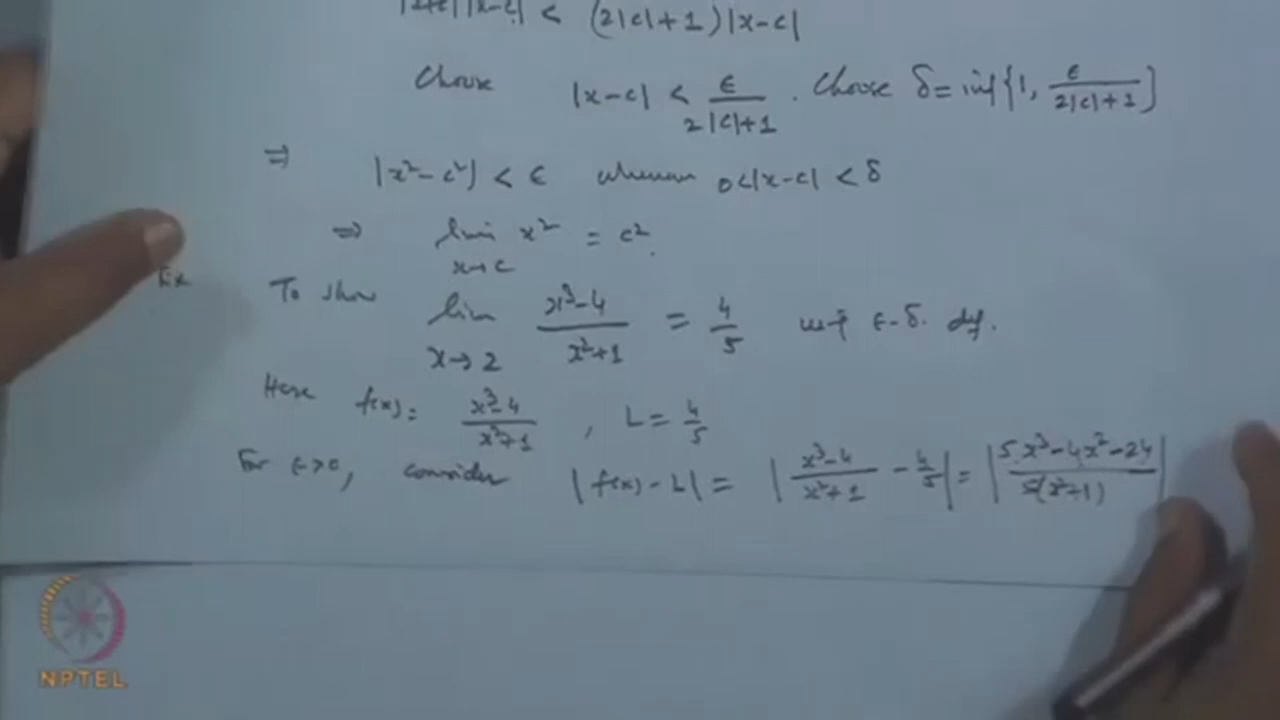 |x-c| < (2|c|+1)|x-c|
Choose |x-c| < ε/(2|c|+1) . Choose δ = inf{1, ε/(2|c|+1)}
⇒ |x²-c²| < ε whenever 0<|x-c| < δ
⇒ lim x→c x² = c².
Ex To show lim x→2 (x³-4)/(x²+1) = 4/5 ε-δ. def.
Here f(x) = (x³-4)/(x²+1) , L = 4/5
For ε>0, consider |f(x)-L| = |(x³-4)/(x²+1) - 4/5| = |(5x³-4x²-24)/(5(x²+1))|
NPTEL